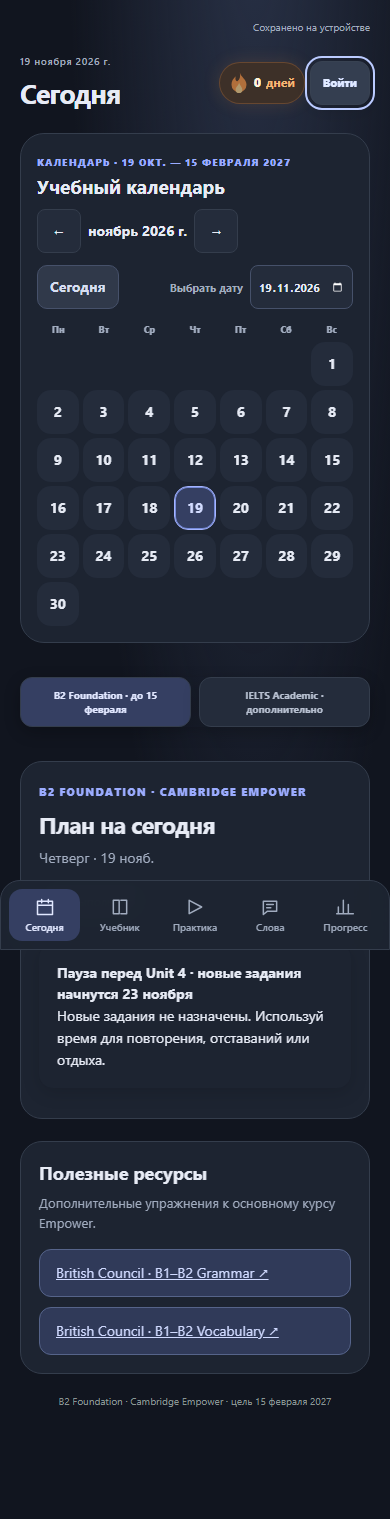 Сохранено на устройстве
19 ноября 2026 г.
Сегодня
0 дней
Войти
КАЛЕНДАРЬ · 19 ОКТ. — 15 ФЕВРАЛЯ 2027
Учебный календарь
← ноябрь 2026 г. →
Сегодня
Выбрать дату
19.11.2026
Пн Вт Ср Чт Пт Сб Вс
1
2 3 4 5 6 7 8
9 10 11 12 13 14 15
16 17 18 19 20 21 22
23 24 25 26 27 28 29
30
B2 Foundation · до 15
февраля
IELTS Academic ·
дополнительно
B2 FOUNDATION · CAMBRIDGE EMPOWER
План на сегодня
Четверг · 19 нояб.
Сегодня Учебник Практика Слова Прогресс
Пауза перед Unit 4 · новые задания
начнутся 23 ноября
Новые задания не назначены. Используй
время для повторения, отставаний или
отдыха.
Полезные ресурсы
Дополнительные упражнения к основному курсу
Empower.
British Council · B1–B2 Grammar ↗
British Council · B1–B2 Vocabulary ↗
B2 Foundation · Cambridge Empower · цель 15 февраля 2027